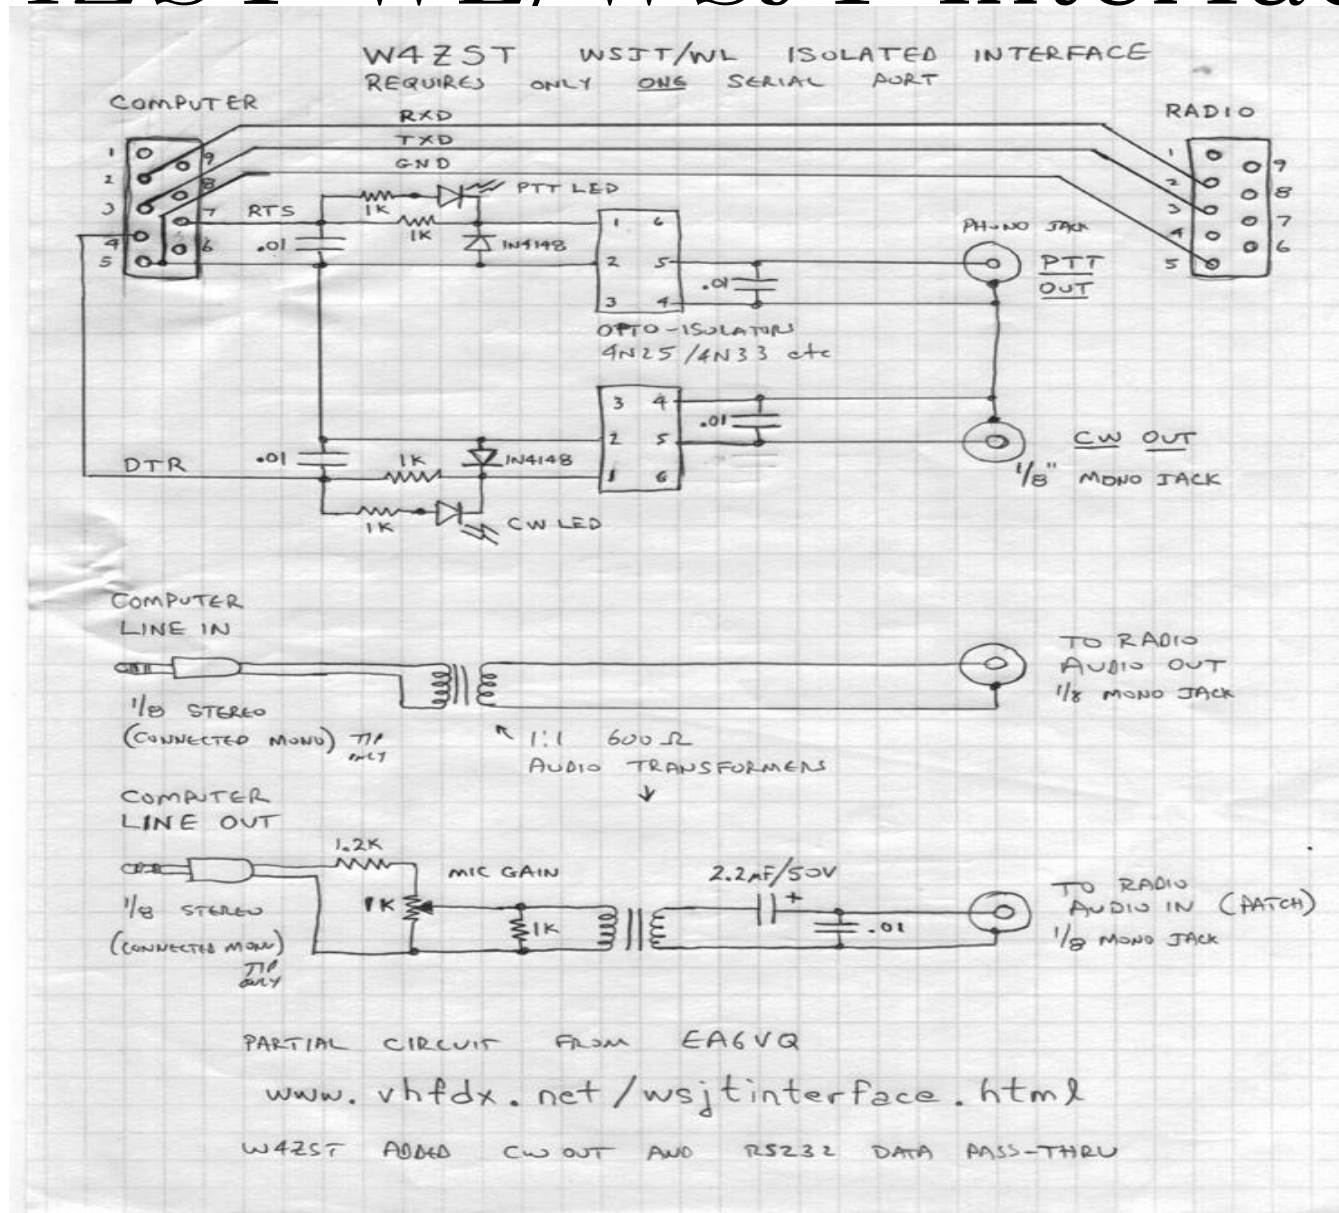 W4ZST WSJT/WL ISOLATED INTERFACE
REQUIRES ONLY ONE SERIAL PORT
COMPUTER
RADIO
RXD
TXD
GND
1
2
3
4
5
9
8
7
6
1
2
3
4
5
9
8
7
6
RTS
1K
PTT LED
1K
.01
1N4148
1 6
2 5
3 4
.01
PHONO JACK
PTT
OUT
OPTO-ISOLATORS
4N25/4N33 etc
3 4
2 5
1 6
.01
CW OUT
1/8" MONO JACK
DTR
.01
1K
1N4148
1K
CW LED
COMPUTER
LINE IN
1/8 STEREO
(CONNECTED MONO) TIP
ONLY
1:1 600Ω
AUDIO TRANSFORMERS
TO RADIO
AUDIO OUT
1/8 MONO JACK
COMPUTER
LINE OUT
1.2K
MIC GAIN
1K
1K
2.2μF/50V
+
.01
1/8 STEREO
(CONNECTED MONO)
TIP
ONLY
TO RADIO
AUDIO IN (PATCH)
1/8 MONO JACK
PARTIAL CIRCUIT FROM EA6VQ
www.vhfdx.net/wsjtinterface.html
W4ZST ADDED CW OUT AND RS232 DATA PASS-THRU